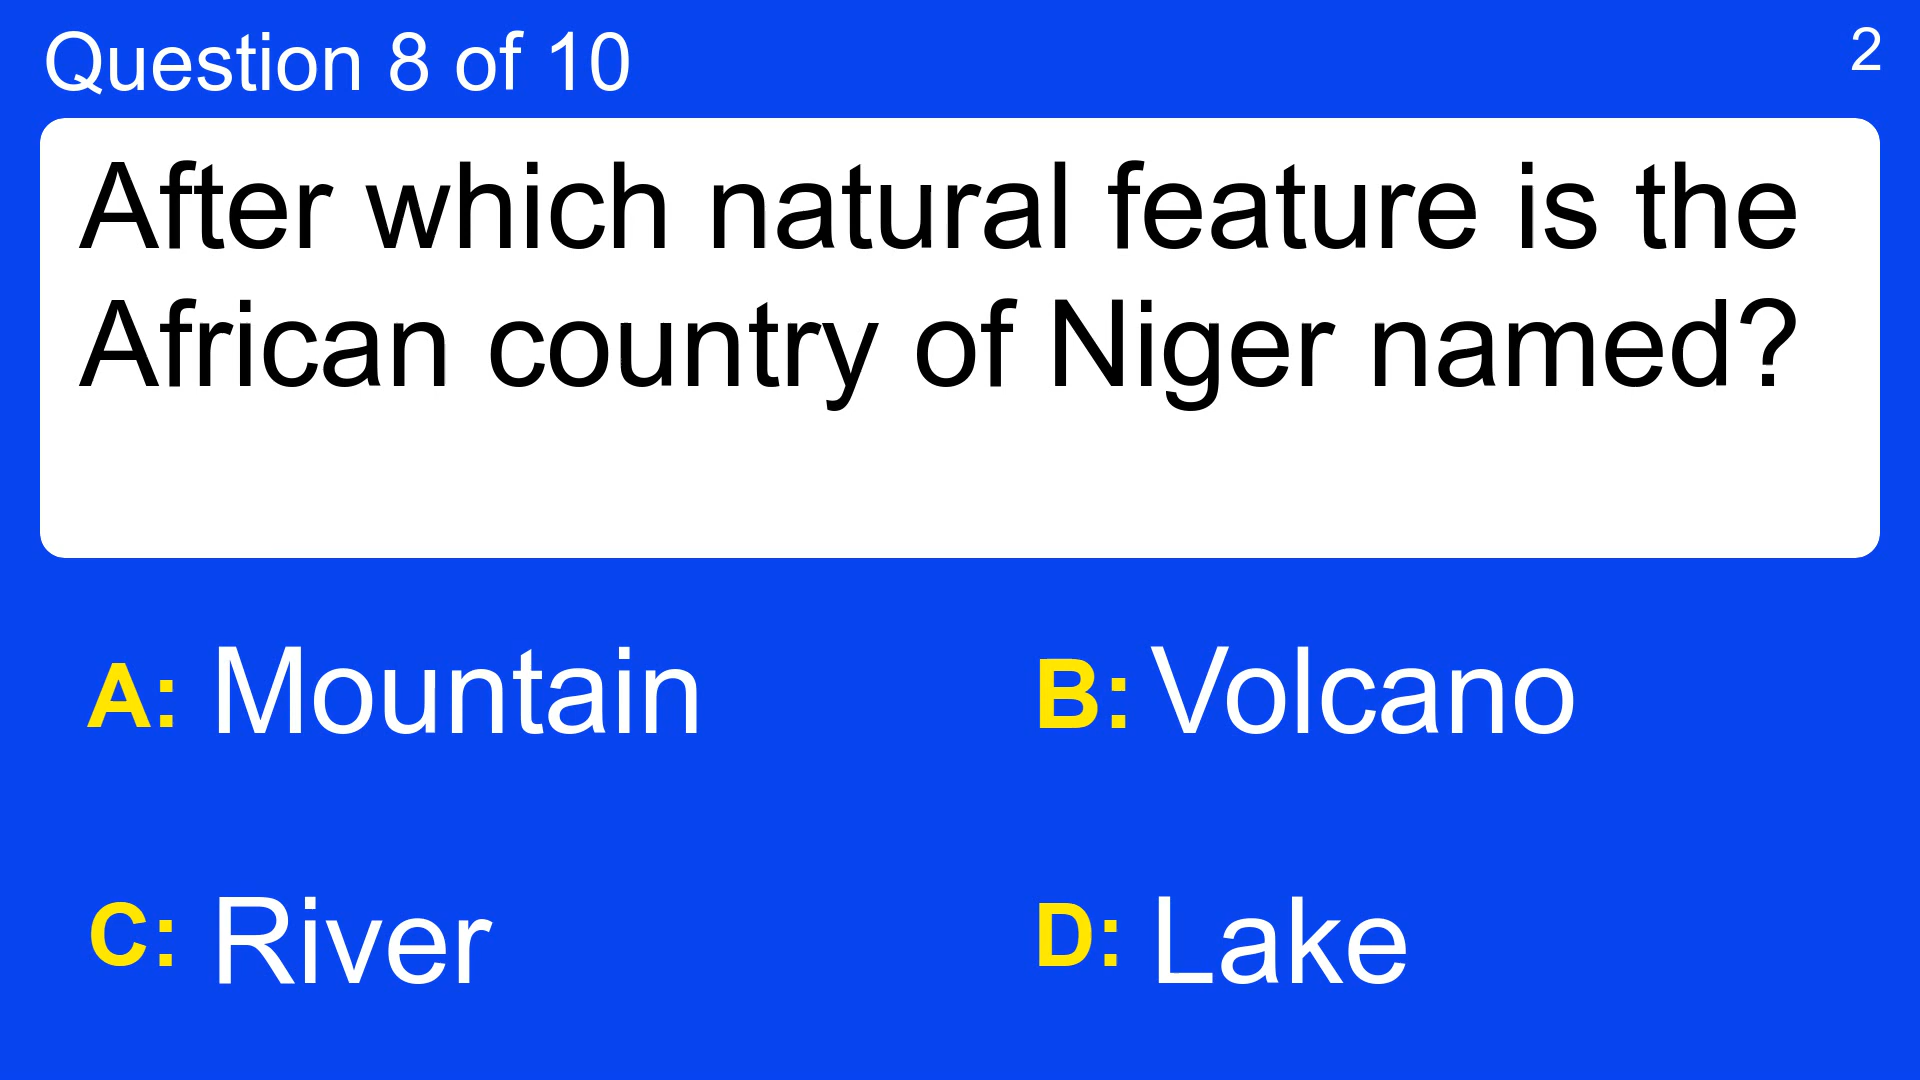 Question 8 of 10
2
After which natural feature is the
African country of Niger named?
A: Mountain
B: Volcano
C: River
D: Lake